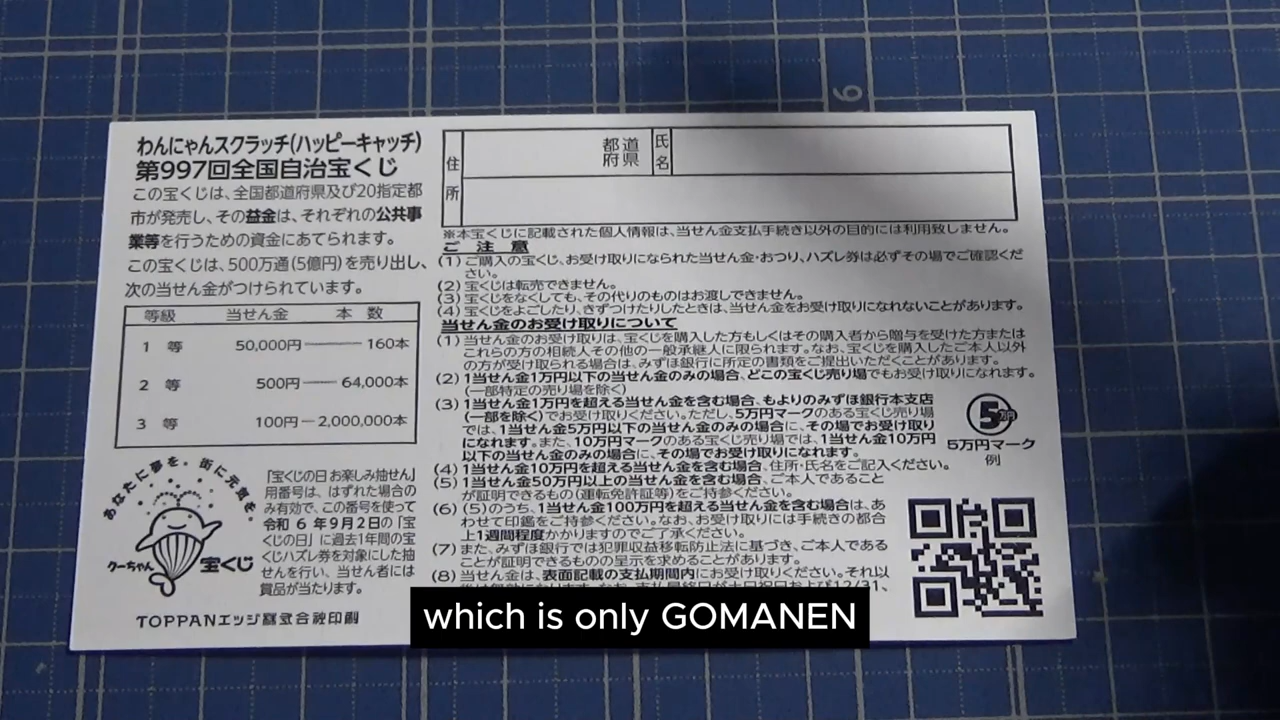 わんにゃんスクラッチ(ハッピーキャッチ)
第997回全国自治宝くじ
この宝くじは、全国都道府県及び20指定都
市が発売し、その益金は、それぞれの公共事
業等を行うための資金にあてられます。
この宝くじは、500万通(5億円)を売り出し、
次の当せん金がつけられています。
等級 当せん金 本 数
1 等 50,000円 160本
2 等 500円 64,000本
3 等 100円 2,000,000本
あなたに夢を。街に元気を。
クーちゃん 宝くじ
「宝くじの日 お楽しみ抽せん」
用番号は、はずれた場合の
み有効で、この番号を使って
令和 6 年9月2日の「宝
くじの日」に過去1年間の宝
くじハズレ券を対象にした抽
せんを行い、当せん者には
賞品が当たります。
TOPPANエッジ株式会社印刷
住所 都道府県 氏名
※本宝くじに記載された個人情報は、当せん金支払手続き以外の目的には利用致しません。
ご 注 意
(1) ご購入の宝くじ、お受け取りになられた当せん金・おつり、ハズレ券は必ずその場でご確認くだ
さい。
(2) 宝くじは転売できません。
(3) 宝くじをなくしても、その代りのものはお渡しできません。
(4) 宝くじをよごしたり、きずつけたりしたときは、当せん金をお受け取りになれないことがあります。
当せん金のお受け取りについて
(1) 当せん金のお受け取りは、宝くじを購入した方もしくはその購入者から贈与を受けた方または
これらの方の相続人その他の一般承継人に限られます。なお、宝くじを購入したご本人以外
の方が受け取られる場合は、みずほ銀行に所定の書類をご提出いただくことがあります。
(2) 1当せん金1万円以下の当せん金のみの場合、どこの宝くじ売り場でもお受け取りになれます。
(一部特定の売り場を除く)
(3) 1当せん金1万円を超える当せん金を含む場合、もよりのみずほ銀行本支店
(一部を除く)でお受け取りください。ただし、5万円マークのある宝くじ売り場
では、1当せん金5万円以下の当せん金のみの場合に、その場でお受け取り
になれます。また、10万円マークのある宝くじ売り場では、1当せん金10万円
以下の当せん金のみの場合に、その場でお受け取りになれます。
(4) 1当せん金10万円を超える当せん金を含む場合、住所・氏名をご記入ください。
(5) 1当せん金50万円以上の当せん金を含む場合、ご本人であること
が証明できるもの(運転免許証等)をご持参ください。
(6) (5)のうち、1当せん金100万円を超える当せん金を含む場合は、あ
わせて印鑑をご持参ください。なお、お受け取りには手続きの都合
上1週間程度かかりますのでご了承ください。
(7) また、みずほ銀行では犯罪収益移転防止法に基づき、ご本人である
ことが証明できるものの呈示を求めることがあります。
(8) 当せん金は、表面記載の支払期間内にお受け取りください。それ以
5万円
5万円マーク
例
which is only GOMANEN